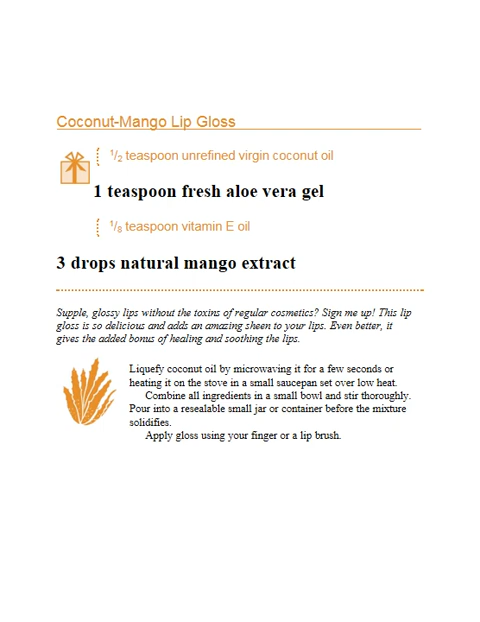 Coconut-Mango Lip Gloss
1/2 teaspoon unrefined virgin coconut oil
1 teaspoon fresh aloe vera gel
1/8 teaspoon vitamin E oil
3 drops natural mango extract
Supple, glossy lips without the toxins of regular cosmetics? Sign me up! This lip
gloss is so delicious and adds an amazing sheen to your lips. Even better, it
gives the added bonus of healing and soothing the lips.
Liquefy coconut oil by microwaving it for a few seconds or
heating it on the stove in a small saucepan set over low heat.
Combine all ingredients in a small bowl and stir thoroughly.
Pour into a resealable small jar or container before the mixture
solidifies.
Apply gloss using your finger or a lip brush.